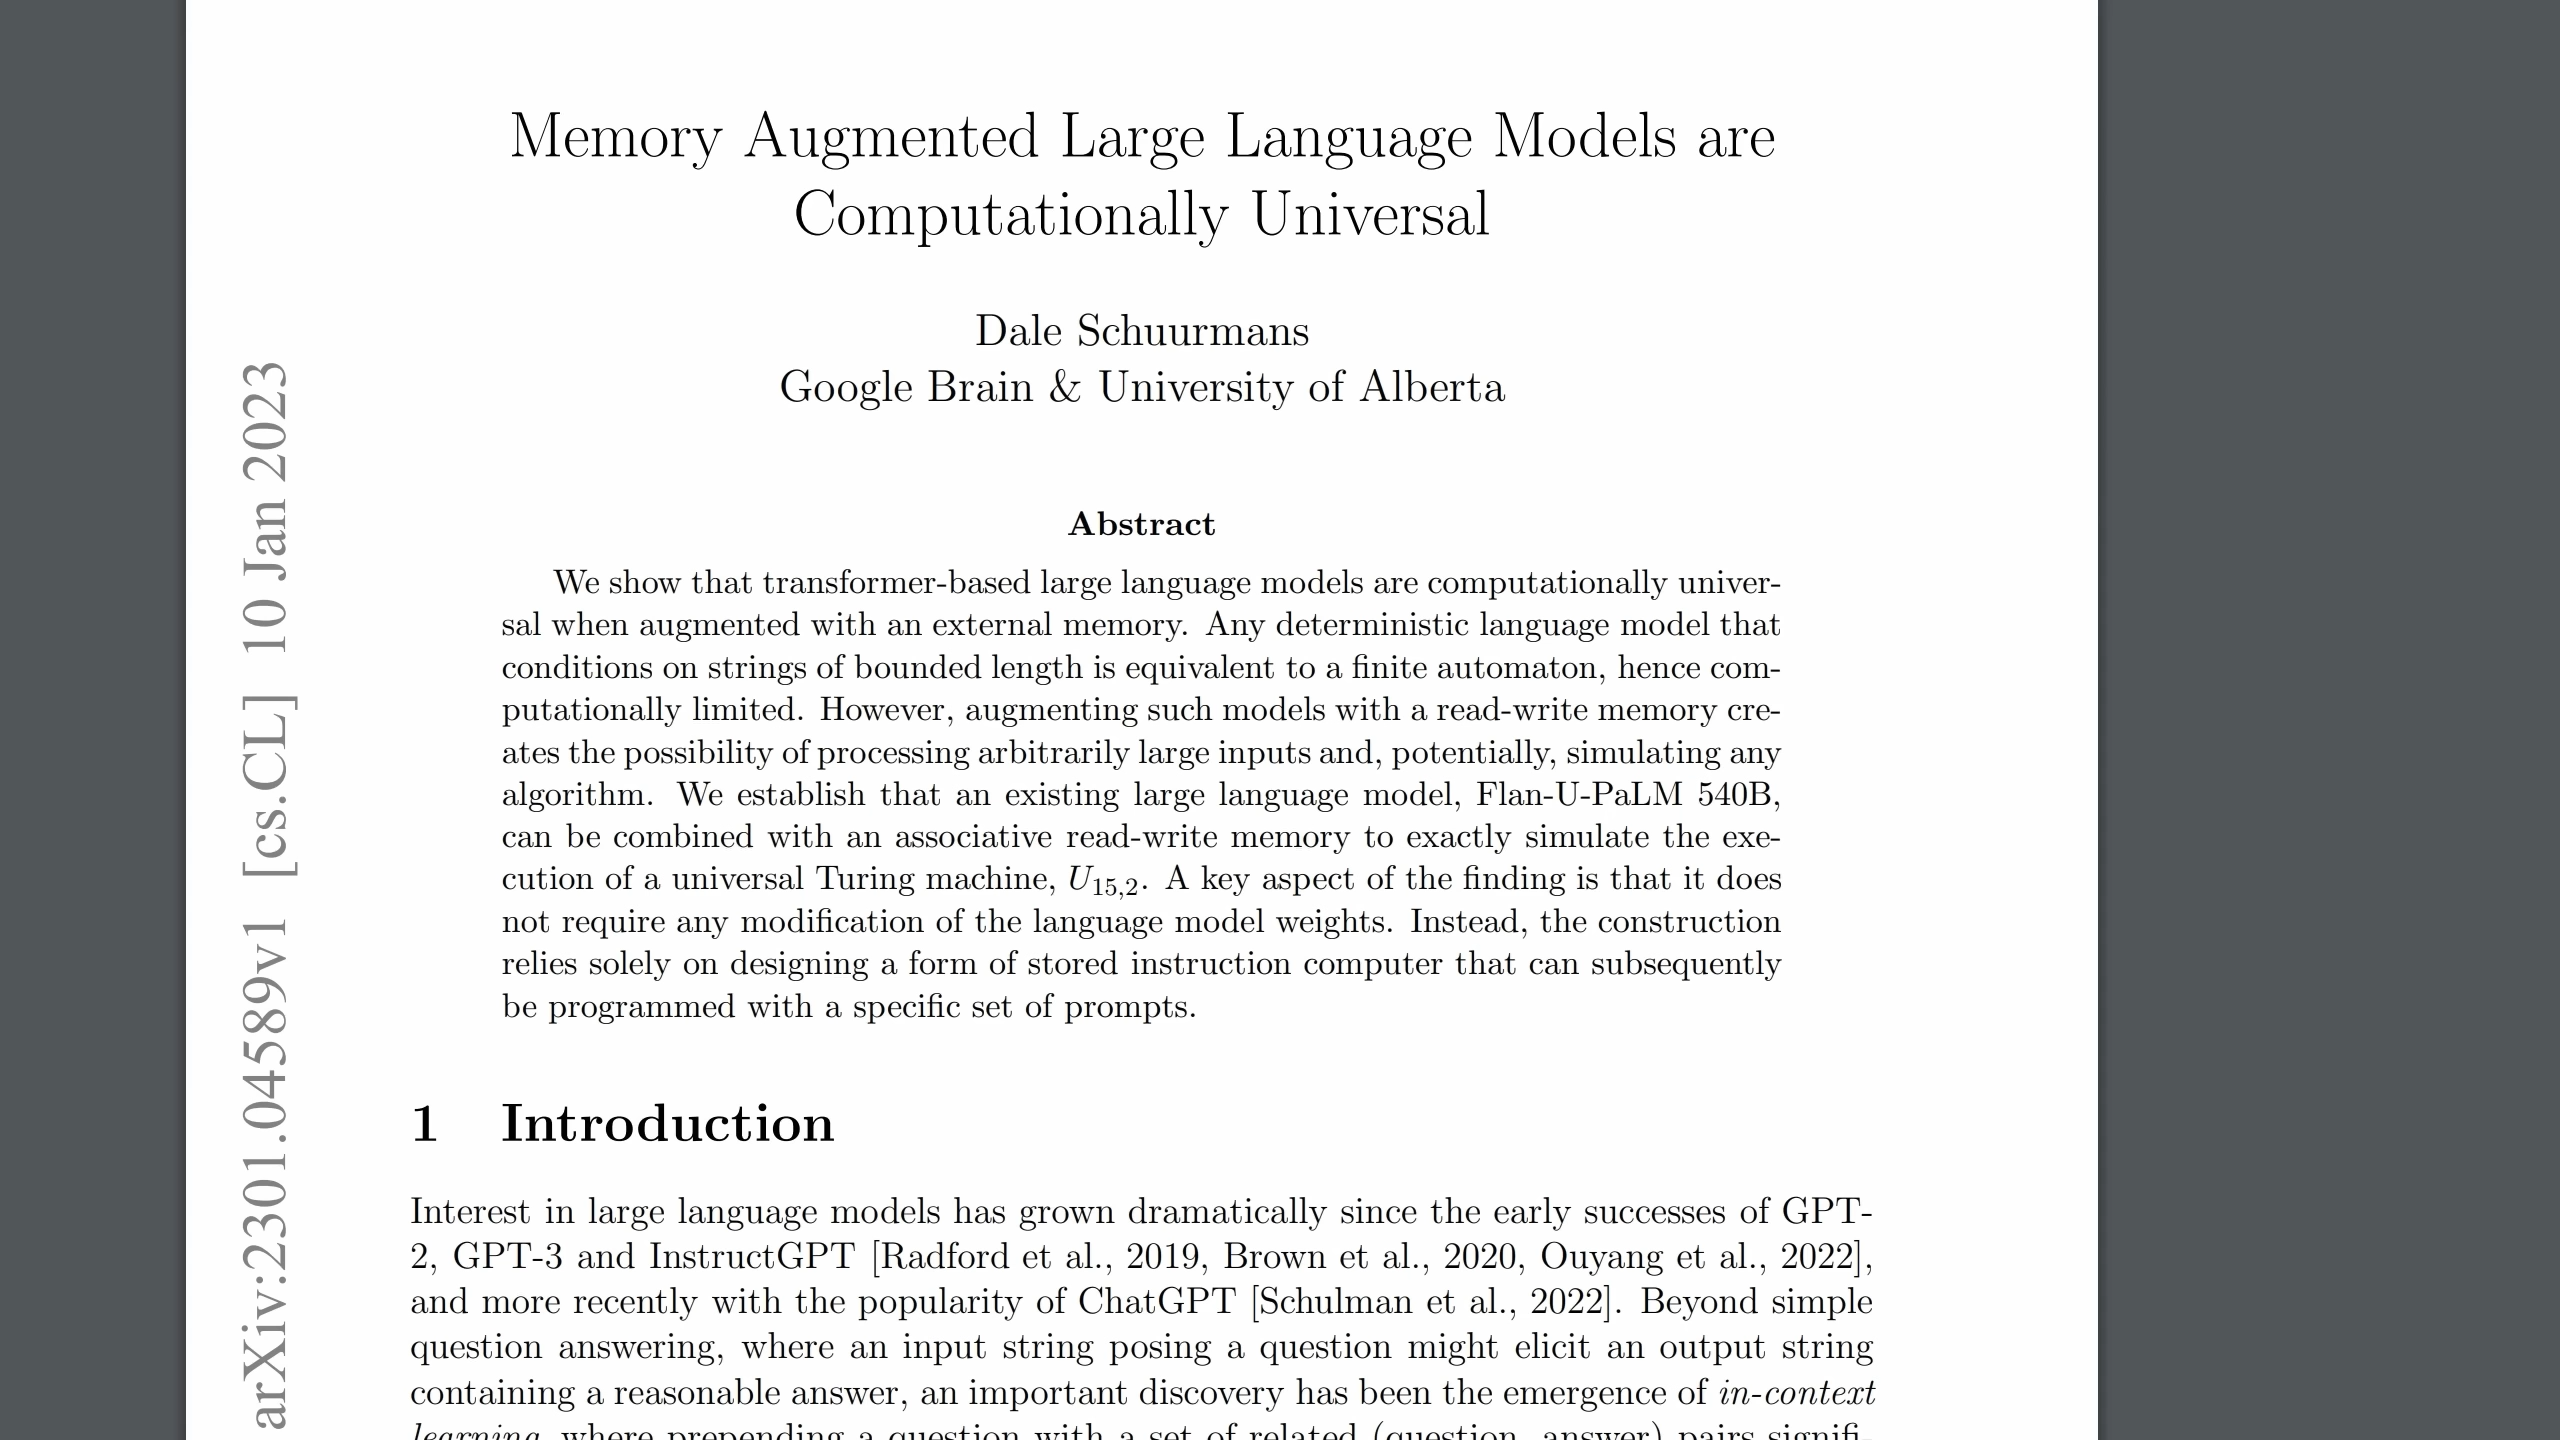 Memory Augmented Large Language Models are
Computationally Universal
Dale Schuurmans
Google Brain & University of Alberta
arXiv:2301.04589v1 [cs.CL] 10 Jan 2023
Abstract
We show that transformer-based large language models are computationally univer-
sal when augmented with an external memory. Any deterministic language model that
conditions on strings of bounded length is equivalent to a finite automaton, hence com-
putationally limited. However, augmenting such models with a read-write memory cre-
ates the possibility of processing arbitrarily large inputs and, potentially, simulating any
algorithm. We establish that an existing large language model, Flan-U-PaLM 540B,
can be combined with an associative read-write memory to exactly simulate the exe-
cution of a universal Turing machine, U15,2. A key aspect of the finding is that it does
not require any modification of the language model weights. Instead, the construction
relies solely on designing a form of stored instruction computer that can subsequently
be programmed with a specific set of prompts.
1 Introduction
Interest in large language models has grown dramatically since the early successes of GPT-
2, GPT-3 and InstructGPT [Radford et al., 2019, Brown et al., 2020, Ouyang et al., 2022],
and more recently with the popularity of ChatGPT [Schulman et al., 2022]. Beyond simple
question answering, where an input string posing a question might elicit an output string
containing a reasonable answer, an important discovery has been the emergence of in-context
learning, where prepending a question with a set of related (question, answer) pairs signifi-